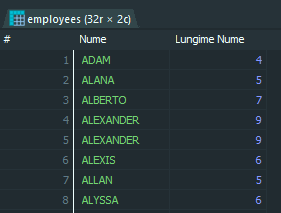 employees (32r × 2c)
# Nume Lungime Nume
1 ADAM 4
2 ALANA 5
3 ALBERTO 7
4 ALEXANDER 9
5 ALEXANDER 9
6 ALEXIS 6
7 ALLAN 5
8 ALYSSA 6